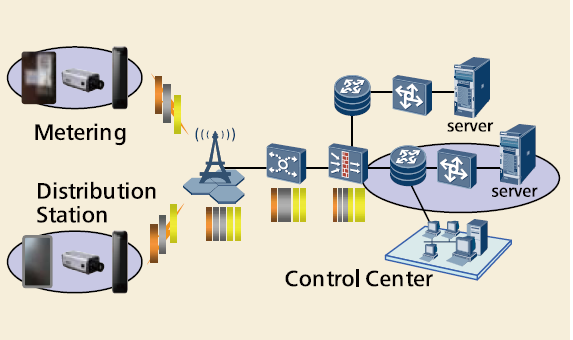 Metering
server
Distribution
Station
server
Control Center